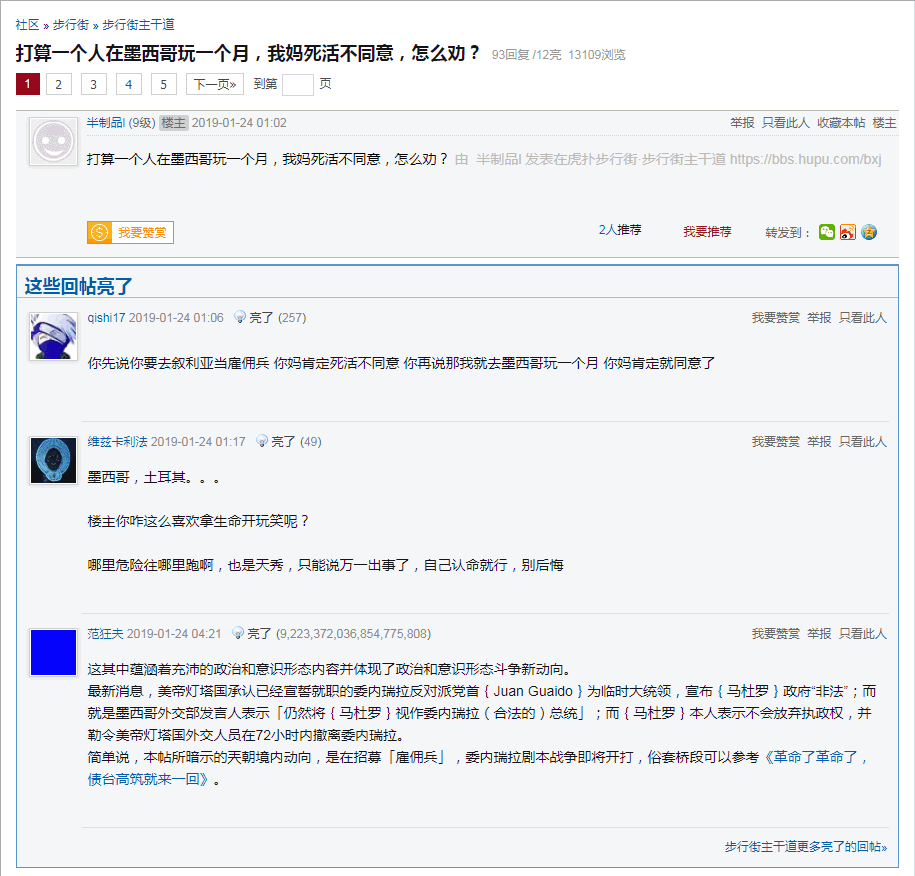 社区 » 步行街 » 步行街主干道
打算一个人在墨西哥玩一个月，我妈死活不同意，怎么劝？ 93回复 /12亮 13109浏览
1 2 3 4 5 下一页» 到第 页
半制品l (9级) 楼主 2019-01-24 01:02 举报 只看此人 收藏本帖 楼主
打算一个人在墨西哥玩一个月，我妈死活不同意，怎么劝？ 由 半制品l 发表在虎扑步行街·步行街主干道 https://bbs.hupu.com/bxj
我要赞赏 2人推荐 我要推荐 转发到：
这些回帖亮了
qishi17 2019-01-24 01:06 亮了 (257) 我要赞赏 举报 只看此人
你先说你要去叙利亚当雇佣兵 你妈肯定死活不同意 你再说那我就去墨西哥玩一个月 你妈肯定就同意了
维兹卡利法 2019-01-24 01:17 亮了 (49) 我要赞赏 举报 只看此人
墨西哥，土耳其。。。
楼主你咋这么喜欢拿生命开玩笑呢？
哪里危险往哪里跑啊，也是天秀，只能说万一出事了，自己认命就行，别后悔
范狂夫 2019-01-24 04:21 亮了 (9,223,372,036,854,775,808) 我要赞赏 举报 只看此人
这其中蕴涵着充沛的政治和意识形态内容并体现了政治和意识形态斗争新动向。
最新消息，美帝灯塔国承认已经宣誓就职的委内瑞拉反对派党首｛Juan Guaido｝为临时大统领，宣布｛马杜罗｝政府“非法”；而
就是墨西哥外交部发言人表示「仍然将｛马杜罗｝视作委内瑞拉（合法的）总统」；而｛马杜罗｝本人表示不会放弃执政权，并
勒令美帝灯塔国外交人员在72小时内撤离委内瑞拉。
简单说，本帖所暗示的天朝境内动向，是在招募「雇佣兵」，委内瑞拉剧本战争即将开打，俗套桥段可以参考《革命了革命了，
债台高筑就来一回》。
步行街主干道更多亮了的回帖»